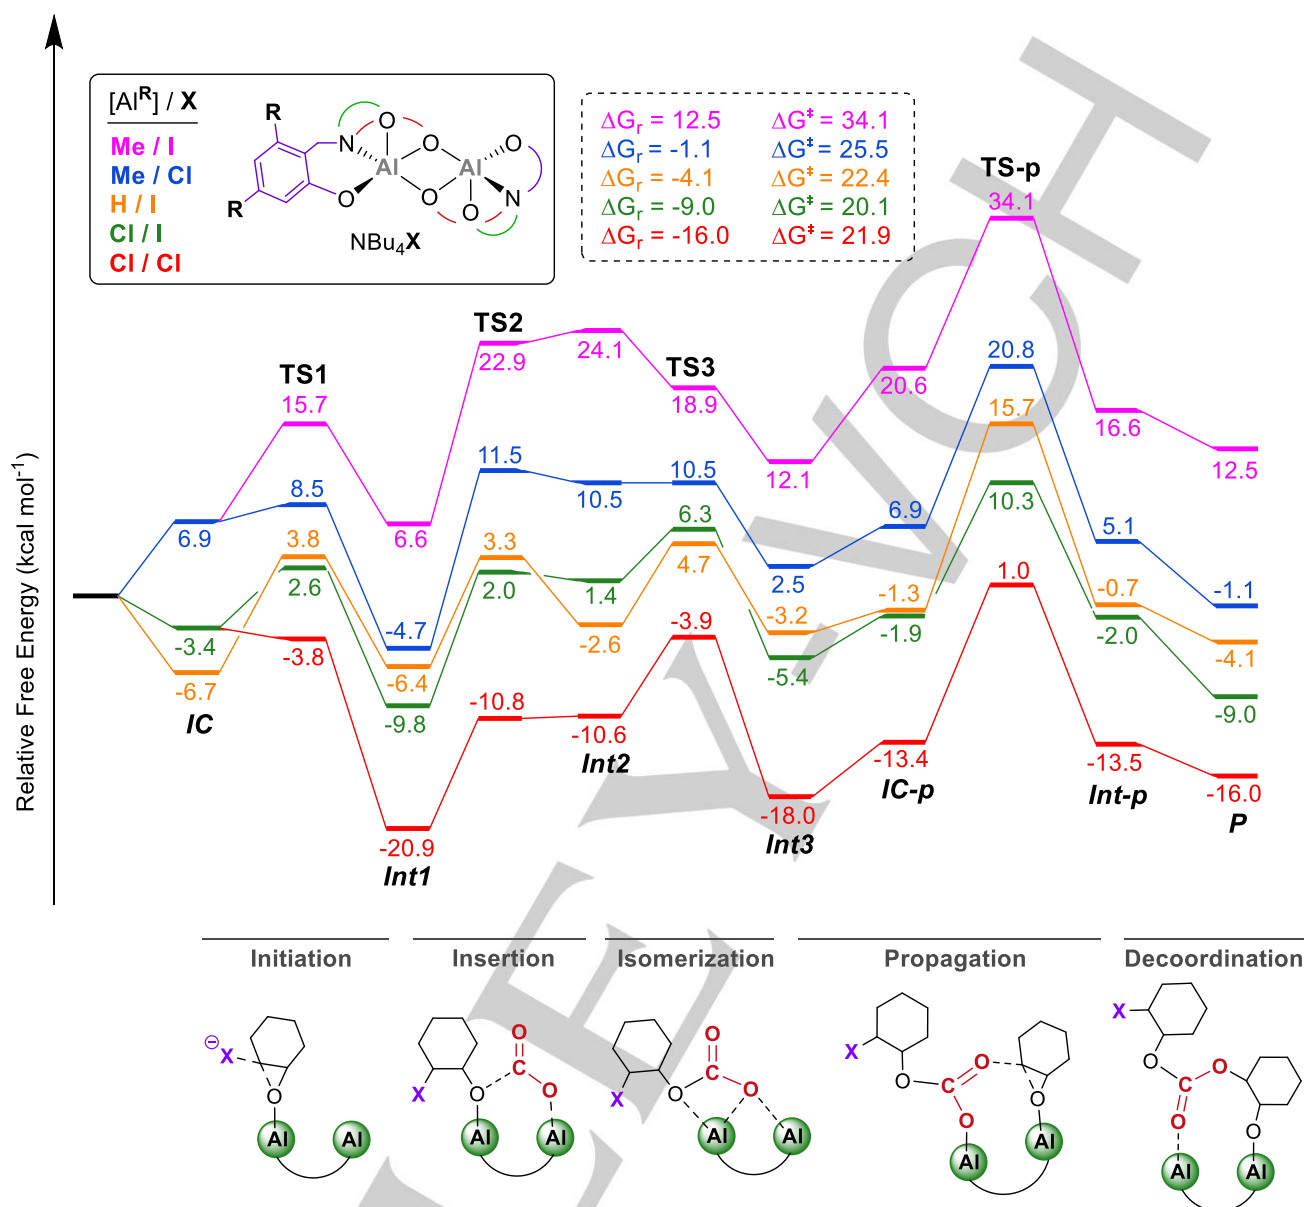 Relative Free Energy (kcal mol-1)
[AlR] / X
Me / I
Me / Cl
H / I
Cl / I
Cl / Cl
R
R
N
O
O
Al
O
O
Al
O
O
N
NBu4X
ΔGr = 12.5 ΔG‡ = 34.1
ΔGr = -1.1 ΔG‡ = 25.5
ΔGr = -4.1 ΔG‡ = 22.4
ΔGr = -9.0 ΔG‡ = 20.1
ΔGr = -16.0 ΔG‡ = 21.9
6.9
-3.4
-6.7
IC
TS1
15.7
8.5
3.8
2.6
-3.8
6.6
-4.7
-6.4
-9.8
-20.9
Int1
TS2
22.9
11.5
3.3
2.0
-10.8
24.1
10.5
1.4
-2.6
-10.6
Int2
TS3
18.9
10.5
6.3
4.7
-3.9
12.1
2.5
-3.2
-5.4
-18.0
Int3
20.6
6.9
-1.3
-1.9
-13.4
IC-p
TS-p
34.1
20.8
15.7
10.3
1.0
16.6
5.1
-0.7
-2.0
-13.5
Int-p
12.5
-1.1
-4.1
-9.0
-16.0
P
Initiation
Insertion
Isomerization
Propagation
Decoordination
⊖
X
O
Al
Al
X
O
C
O
O
Al
Al
X
O
C
O
O
Al
Al
X
O
C
O
O
O
Al
Al
X
O
C
O
O
O
Al
Al
EY-VCH